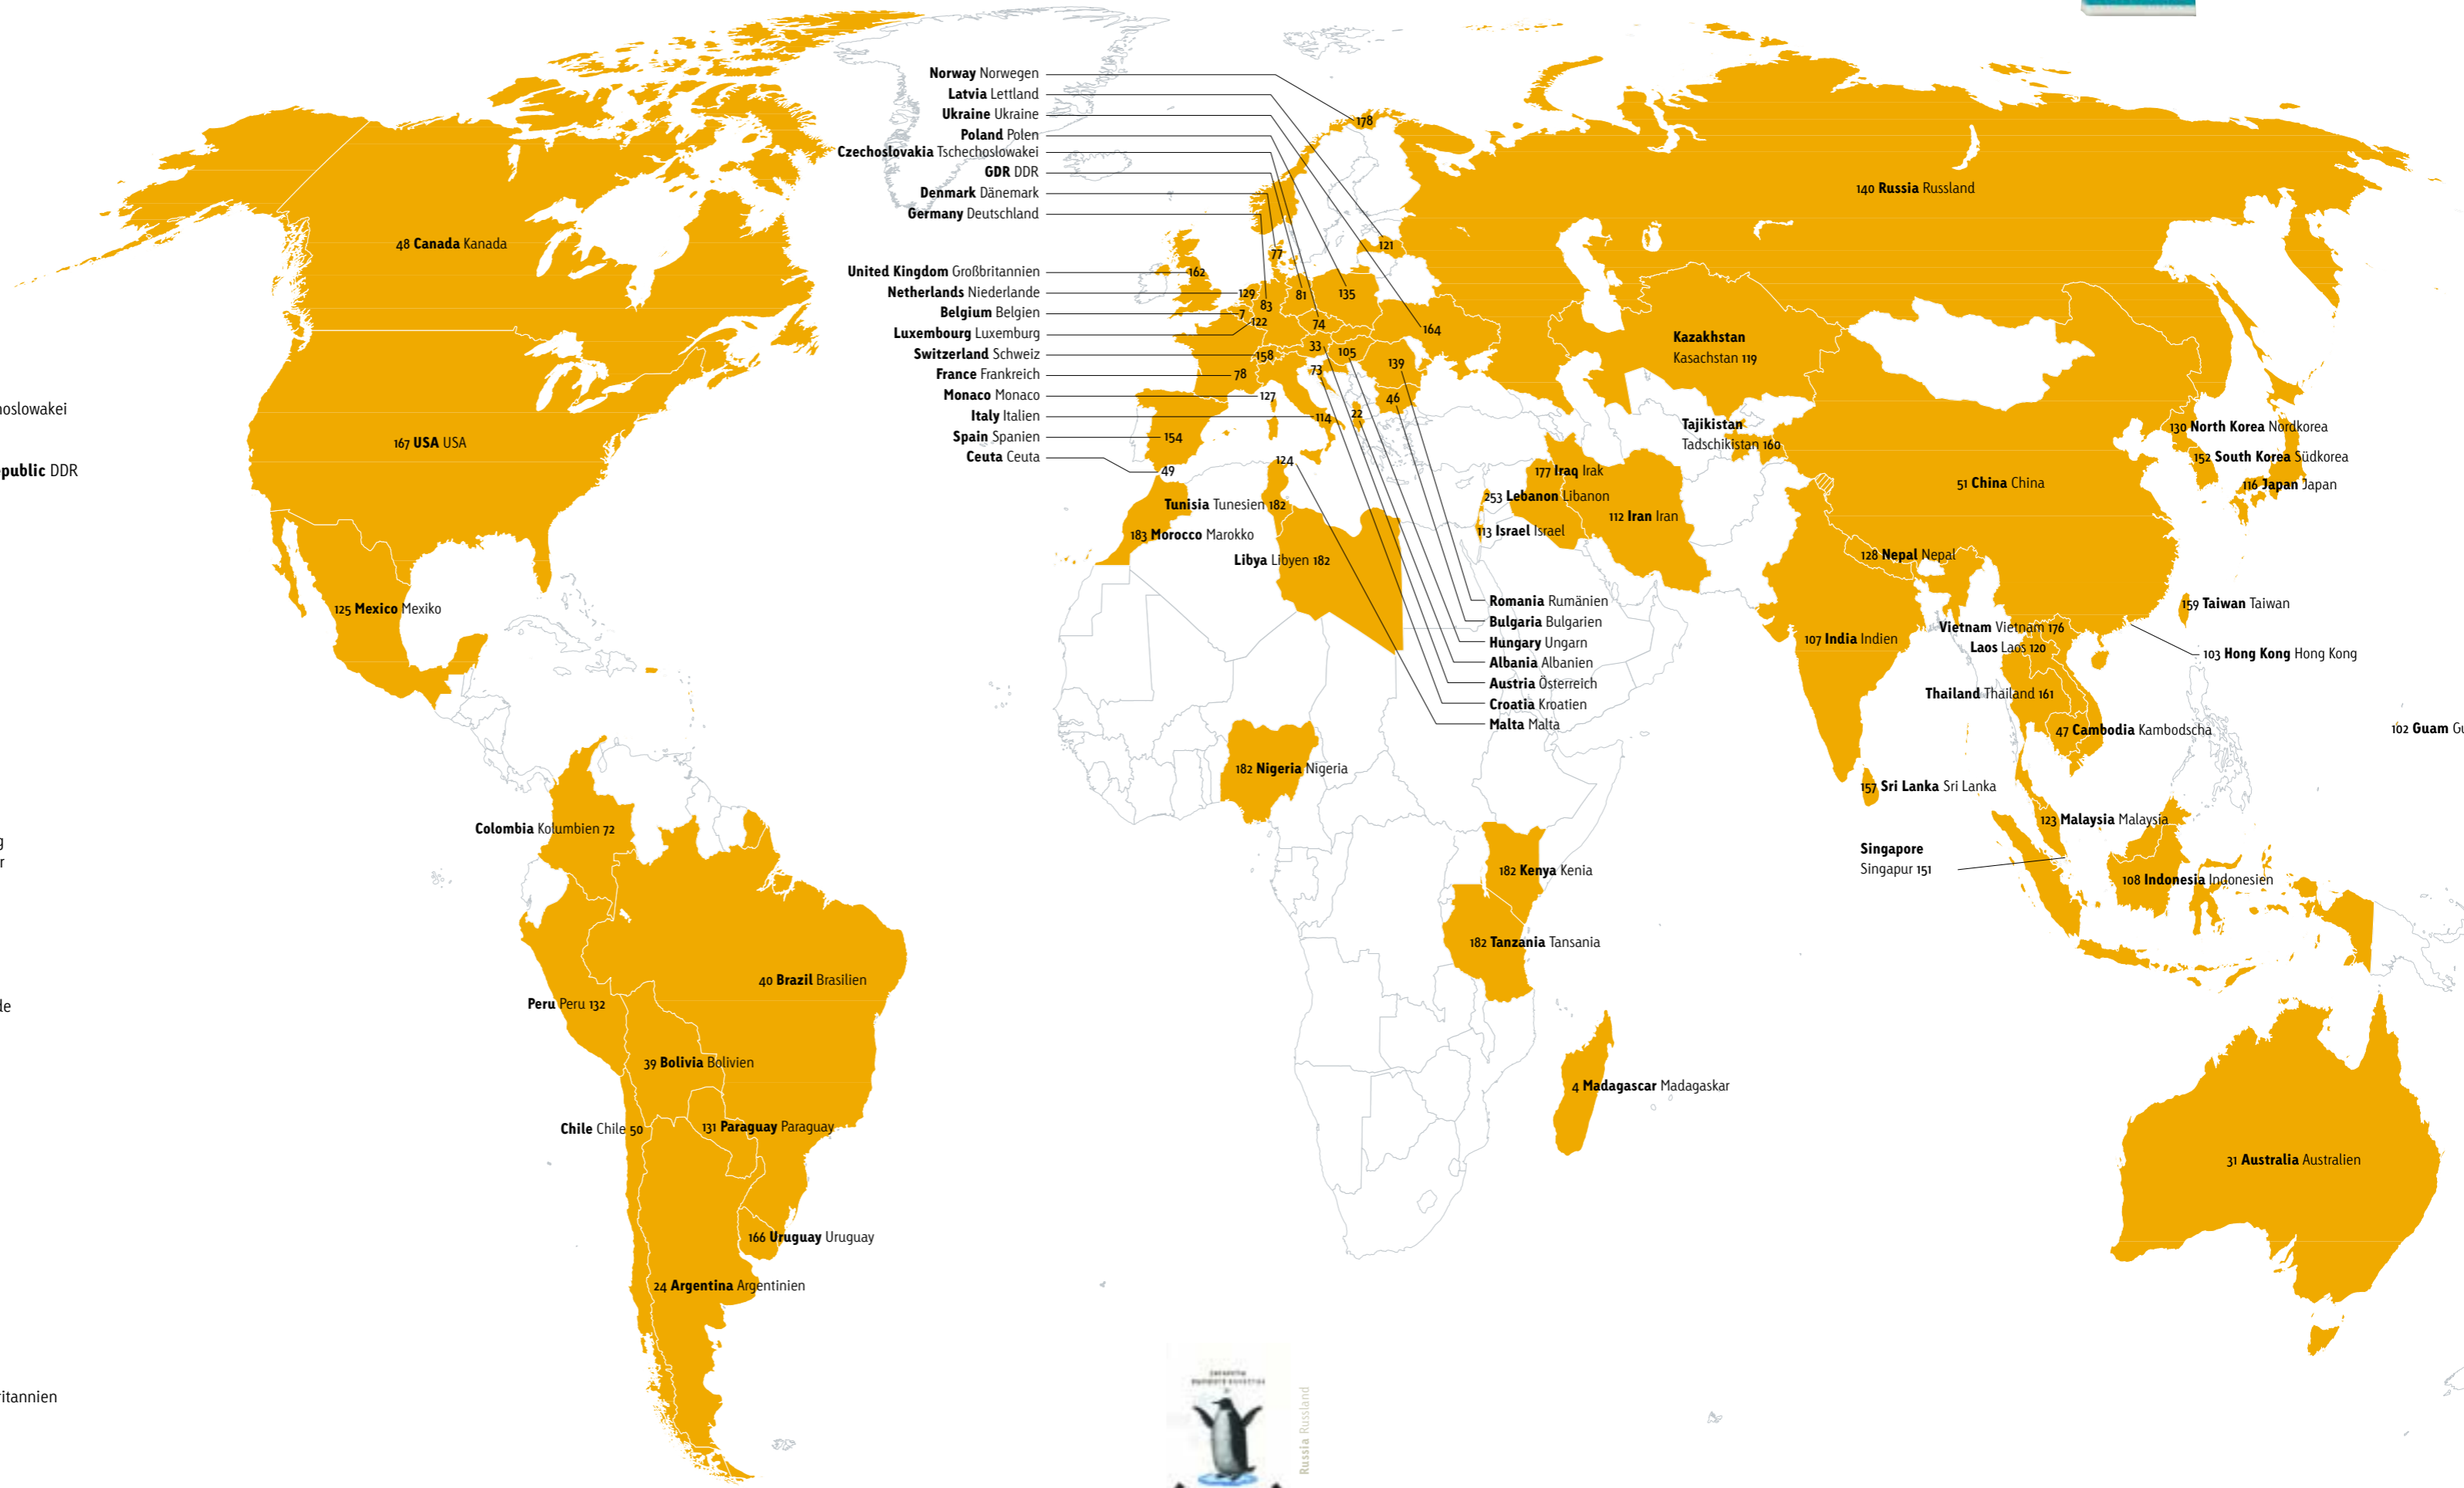 Norway Norwegen
Latvia Lettland
Ukraine Ukraine
Poland Polen
Czechoslovakia Tschechoslowakei
GDR DDR
Denmark Dänemark
Germany Deutschland
178
140 Russia Russland
48 Canada Kanada
77
121
United Kingdom Großbritannien
162
Netherlands Niederlande
129
83
81
135
Belgium Belgien
7
122
Luxembourg Luxemburg
74
164
Switzerland Schweiz
158
33
105
139
France Frankreich
78
73
Monaco Monaco
127
46
Italy Italien
114
22
Spain Spanien
154
Ceuta Ceuta
49
124
Kazakhstan
Kasachstan 119
hoslowakei
167 USA USA
Tajikistan
Tadschikistan 160
130 North Korea Nordkorea
152 South Korea Südkorea
public DDR
177 Iraq Irak
51 China China
116 Japan Japan
253 Lebanon Libanon
Tunisia Tunesien 182
112 Iran Iran
113 Israel Israel
183 Morocco Marokko
Libya Libyen 182
128 Nepal Nepal
125 Mexico Mexiko
Romania Rumänien
Bulgaria Bulgarien
Hungary Ungarn
Albania Albanien
Austria Österreich
Croatia Kroatien
Malta Malta
159 Taiwan Taiwan
107 India Indien
Vietnam Vietnam 176
Laos Laos 120
103 Hong Kong Hong Kong
Thailand Thailand 161
47 Cambodia Kambodscha
102 Guam Gu
182 Nigeria Nigeria
157 Sri Lanka Sri Lanka
Colombia Kolumbien 72
123 Malaysia Malaysia
g
r
Singapore
Singapur 151
182 Kenya Kenia
108 Indonesia Indonesien
182 Tanzania Tansania
40 Brazil Brasilien
Peru Peru 132
de
39 Bolivia Bolivien
4 Madagascar Madagaskar
Chile Chile 50
131 Paraguay Paraguay
31 Australia Australien
166 Uruguay Uruguay
24 Argentina Argentinien
ritannien
Russia Russland